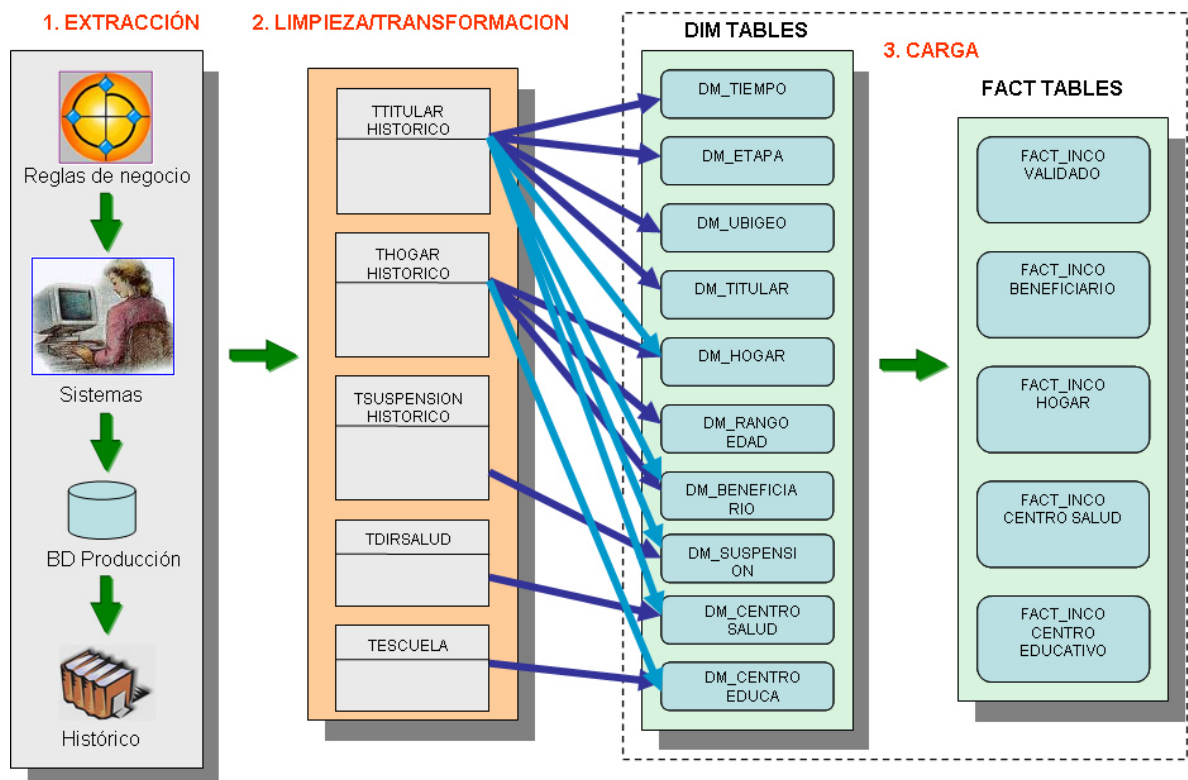 1. EXTRACCIÓN
Reglas de negocio
Sistemas
BD Producción
Histórico
2. LIMPIEZA/TRANSFORMACION
TTITULAR
HISTORICO
THOGAR
HISTORICO
TSUSPENSION
HISTORICO
TDIRSALUD
TESCUELA
DIM TABLES
DM_TIEMPO
DM_ETAPA
DM_UBIGEO
DM_TITULAR
DM_HOGAR
DM_RANGO
EDAD
DM_BENEFICIA
RIO
DM_SUSPENSI
ON
DM_CENTRO
SALUD
DM_CENTRO
EDUCA
3. CARGA
FACT TABLES
FACT_INCO
VALIDADO
FACT_INCO
BENEFICIARIO
FACT_INCO
HOGAR
FACT_INCO
CENTRO SALUD
FACT_INCO
CENTRO
EDUCATIVO